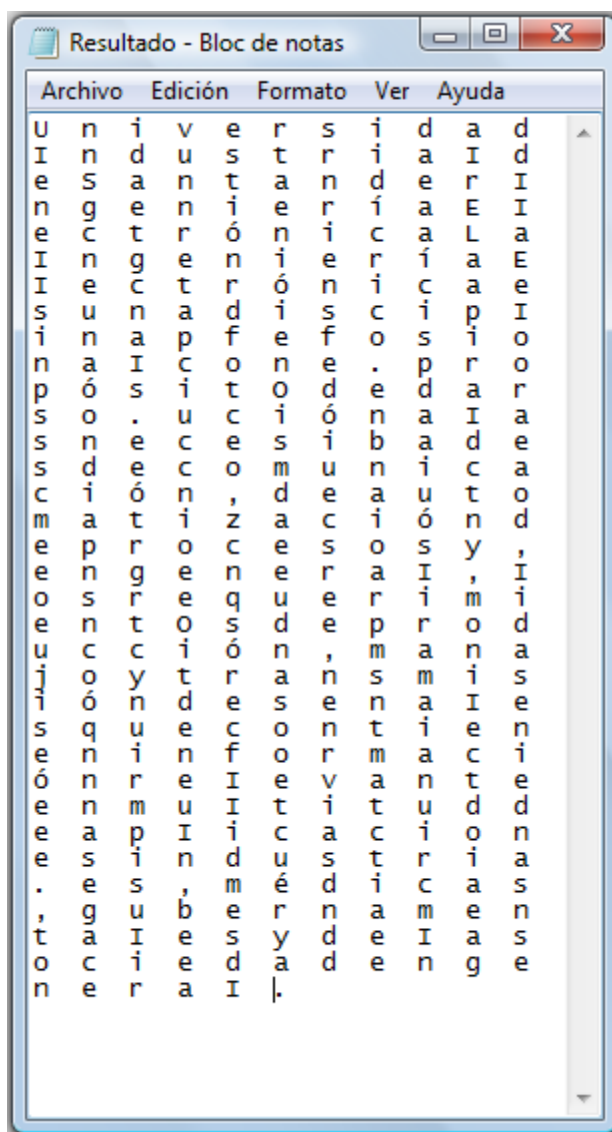 Resultado - Bloc de notas
Archivo Edición Formato Ver Ayuda
U n i v e r s i d a d
I n d u s t r i a I d
e S a n t a n d e r I
n g e n i e r í a E I
e c t r ó n i c a L a
I n g e n i e r í a E
I e c t r ó n i c a e
s u n a d i s c i p I
i n a p f e f o s i o
n a I c o n e . p r o
p ó s i t O d e d a r
s o . u c i ó n a I a
s n e c e s i b a d e
s d e c o m u n i c a
c i ó n , d e a u t o
m a t i z a c i ó n d
e p r o c e s o s y ,
e n g e n e r a I , I
o s r e q u e r i m i
e n t O s d e p r o d
u c c i ó n , m a n a
j o y t r a n s m i s
i ó n d e s e n a I e
s q u e c o n t i e n
e n i n f o r m a c i
ó n r e I e v a n t e
e n m u I t i t u d d
e a p I i c a c i o n
e s i n d u s t r i a
. e s , m é d i c a s
, g u b e r n a m e n
t a I e s y d e I a s
o c i e d a d e n g e
n e r a I .